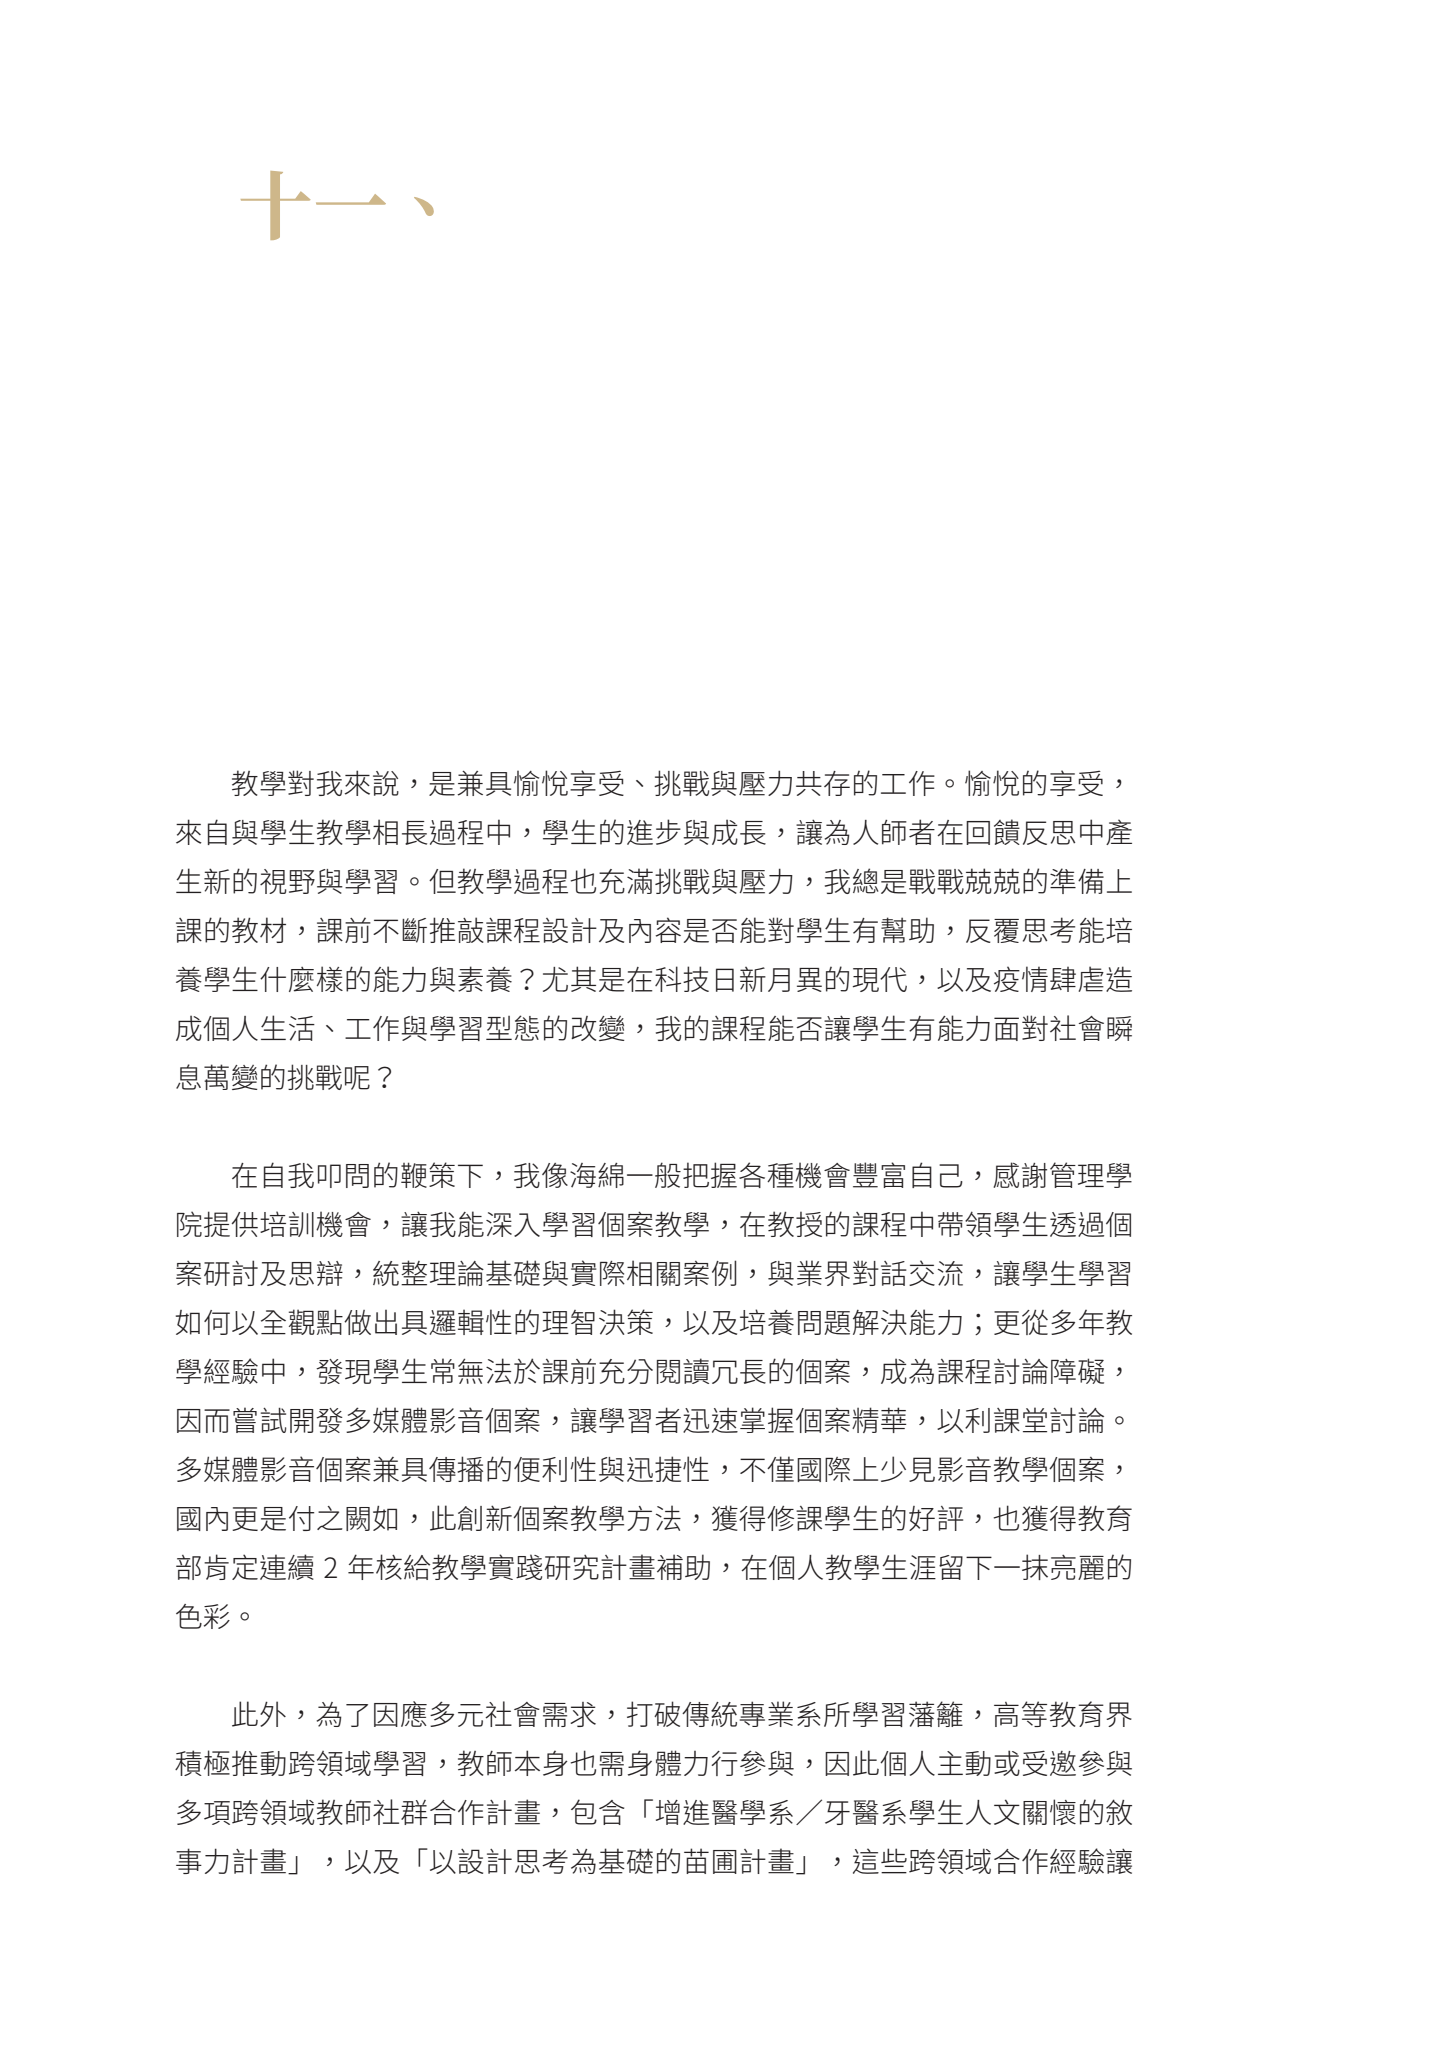 十一、
教學對我來說，是兼具愉悅享受、挑戰與壓力共存的工作。愉悅的享受，
來自與學生教學相長過程中，學生的進步與成長，讓為人師者在回饋反思中產
生新的視野與學習。但教學過程也充滿挑戰與壓力，我總是戰戰兢兢的準備上
課的教材，課前不斷推敲課程設計及內容是否能對學生有幫助，反覆思考能培
養學生什麼樣的能力與素養？尤其是在科技日新月異的現代，以及疫情肆虐造
成個人生活、工作與學習型態的改變，我的課程能否讓學生有能力面對社會瞬
息萬變的挑戰呢？
在自我叩問的鞭策下，我像海綿一般把握各種機會豐富自己，感謝管理學
院提供培訓機會，讓我能深入學習個案教學，在教授的課程中帶領學生透過個
案研討及思辯，統整理論基礎與實際相關案例，與業界對話交流，讓學生學習
如何以全觀點做出具邏輯性的理智決策，以及培養問題解決能力；更從多年教
學經驗中，發現學生常無法於課前充分閱讀冗長的個案，成為課程討論障礙，
因而嘗試開發多媒體影音個案，讓學習者迅速掌握個案精華，以利課堂討論。
多媒體影音個案兼具傳播的便利性與迅捷性，不僅國際上少見影音教學個案，
國內更是付之闕如，此創新個案教學方法，獲得修課學生的好評，也獲得教育
部肯定連續 2 年核給教學實踐研究計畫補助，在個人教學生涯留下一抹亮麗的
色彩。
此外，為了因應多元社會需求，打破傳統專業系所學習藩籬，高等教育界
積極推動跨領域學習，教師本身也需身體力行參與，因此個人主動或受邀參與
多項跨領域教師社群合作計畫，包含「增進醫學系／牙醫系學生人文關懷的敘
事力計畫」，以及「以設計思考為基礎的苗圃計畫」，這些跨領域合作經驗讓